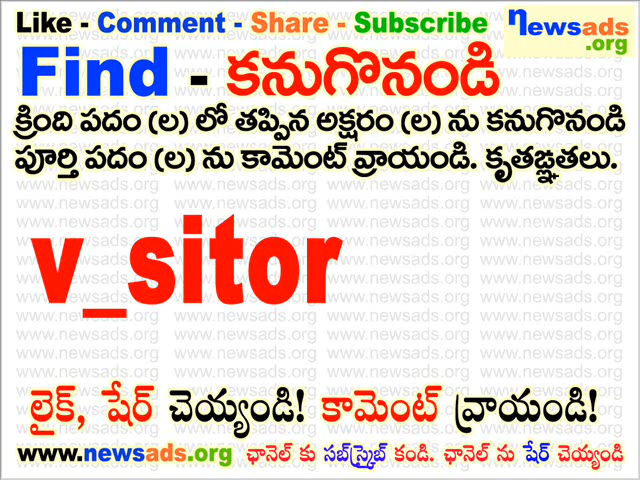 Like - Comment - Share - Subscribe
newsads
.org
Find - కనుగొనండి
క్రింది పదం (ల) లో తప్పిన అక్షరం (ల) ను కనుగొనండి
పూర్తి పదం (ల) ను కామెంట్ వ్రాయండి. కృతఙ్ఞతలు.
v_sitor
లైక్, షేర్ చెయ్యండి! కామెంట్ వ్రాయండి!
www.newsads.org ఛానెల్ కు సబ్‌స్క్రైబ్ కండి. ఛానెల్ ను షేర్ చెయ్యండి